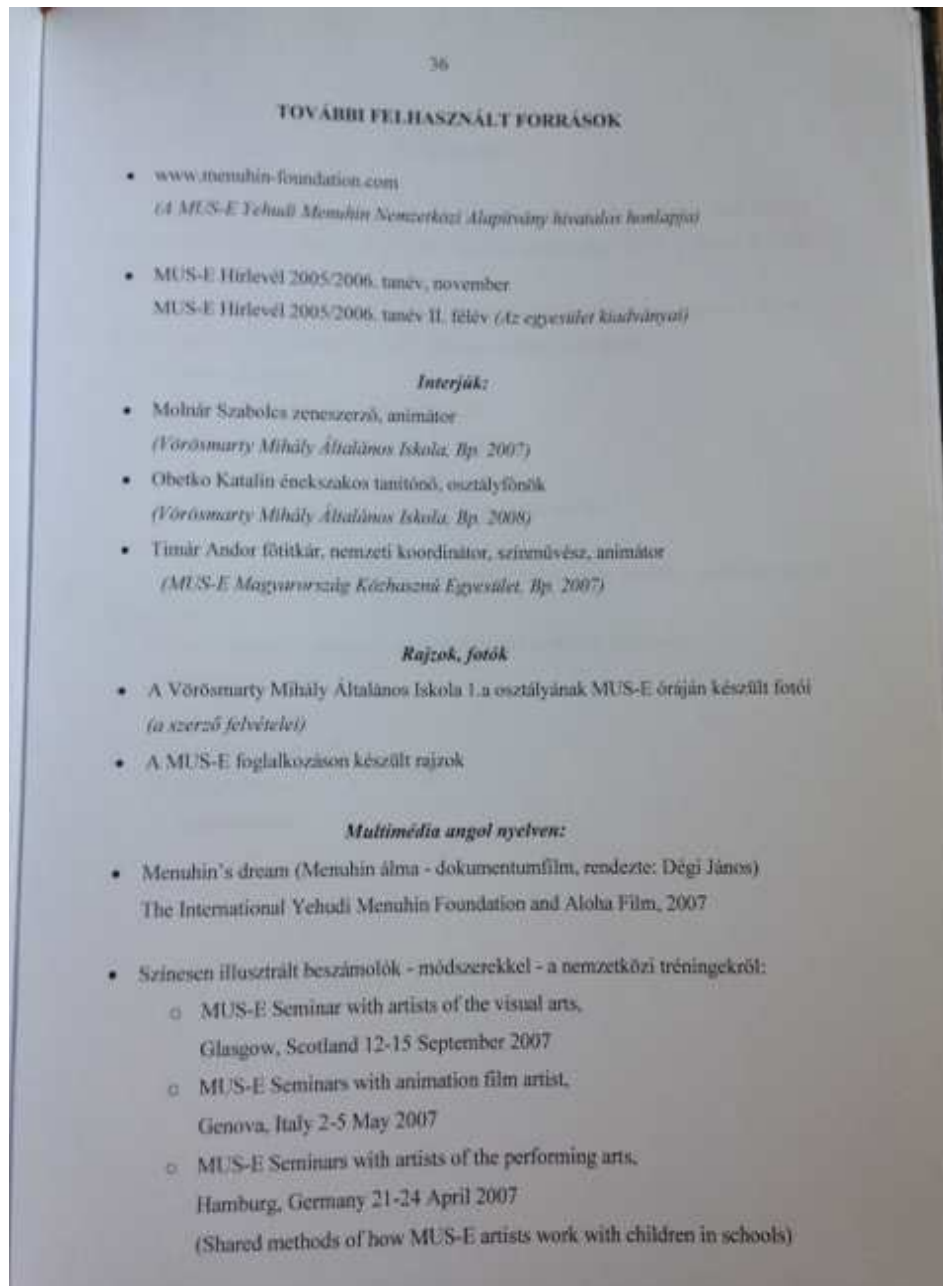 36
TOVÁBBI FELHASZNÁLT FORRÁSOK
• www.menuhin-foundation.com
(A MUS-E Yehudi Menuhin Nemzetközi Alapítvány hivatalos honlapja)
• MUS-E Hírlevél 2005/2006. tanév, november
MUS-E Hírlevél 2005/2006. tanév II. félév (Az egyesület kiadványai)
Interjúk:
• Molnár Szabolcs zeneszerző, animátor
(Vörösmarty Mihály Általános Iskola, Bp. 2007)
• Obetko Katalin énekszakos tanítónő, osztályfőnök
(Vörösmarty Mihály Általános Iskola, Bp. 2008)
• Timár Andor főtitkár, nemzeti koordinátor, színművész, animátor
(MUS-E Magyarország Közhasznú Egyesület, Bp. 2007)
Rajzok, fotók
• A Vörösmarty Mihály Általános Iskola 1.a osztályának MUS-E óráján készült fotói
(a szerző felvételei)
• A MUS-E foglalkozáson készült rajzok
Multimédia angol nyelven:
• Menuhin's dream (Menuhin álma - dokumentumfilm, rendezte: Dégi János)
The International Yehudi Menuhin Foundation and Aloha Film, 2007
• Színesen illusztrált beszámolók - módszerekkel - a nemzetközi tréningekről:
o MUS-E Seminar with artists of the visual arts,
Glasgow, Scotland 12-15 September 2007
o MUS-E Seminars with animation film artist,
Genova, Italy 2-5 May 2007
o MUS-E Seminars with artists of the performing arts,
Hamburg, Germany 21-24 April 2007
(Shared methods of how MUS-E artists work with children in schools)